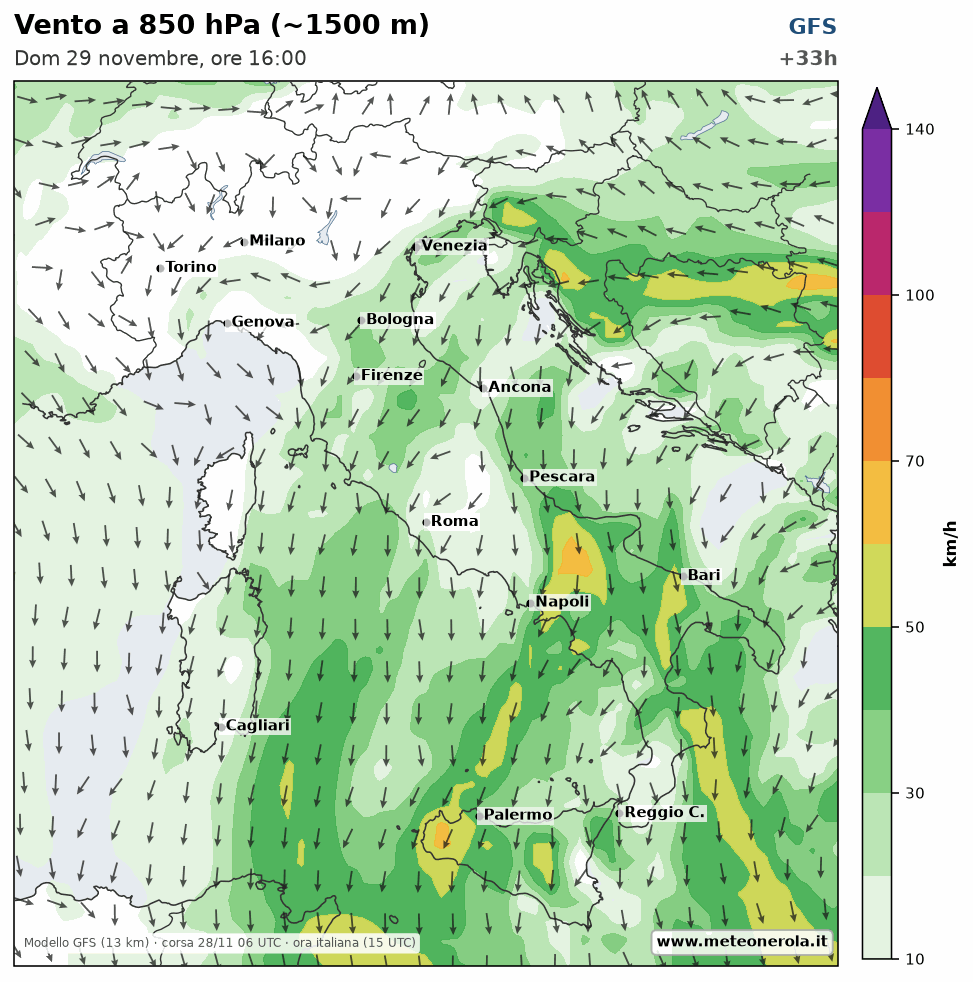 Vento a 850 hPa (~1500 m)
GFS
Dom 29 novembre, ore 16:00
+33h
140
100
70
50
30
10
km/h
Milano
Venezia
Torino
Genova
Bologna
Firenze
Ancona
Pescara
Roma
Bari
Napoli
Cagliari
Palermo
Reggio C.
Modello GFS (13 km) · corsa 28/11 06 UTC · ora italiana (15 UTC)
www.meteonerola.it